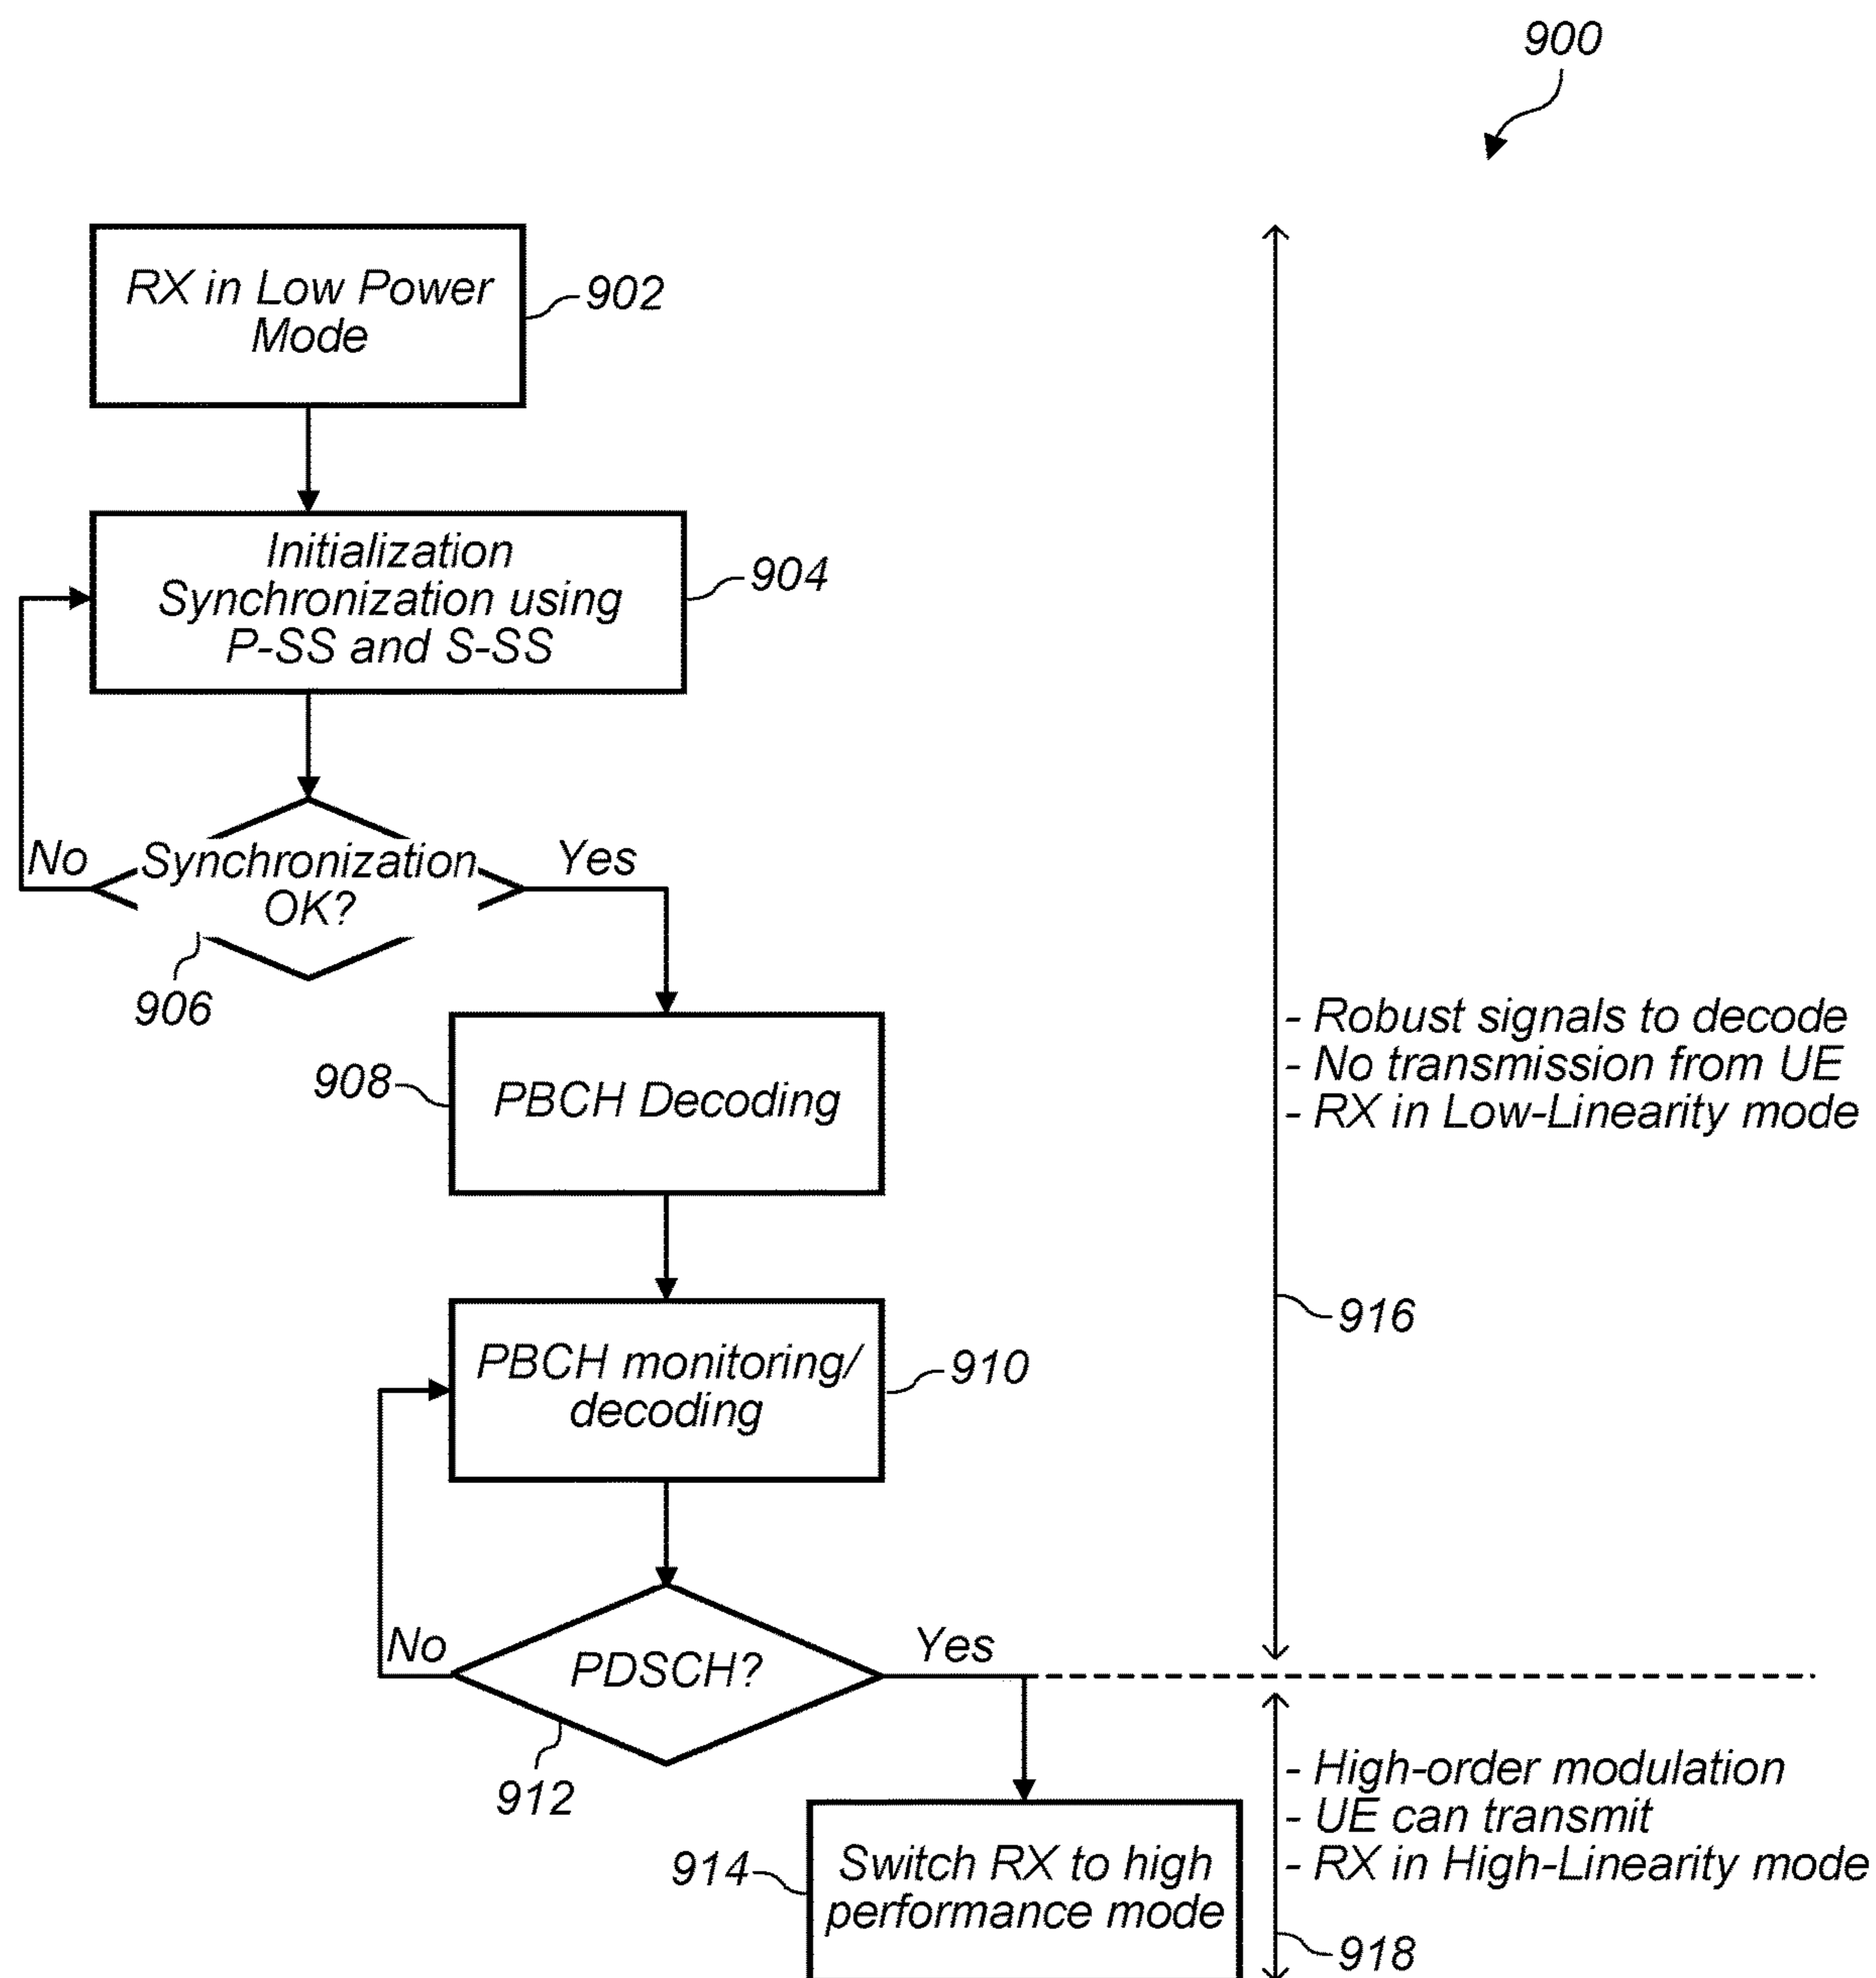 900
RX in Low Power
Mode
902
Initialization
Synchronization using
P-SS and S-SS
904
No
Synchronization
OK?
Yes
906
908
PBCH Decoding
- Robust signals to decode
- No transmission from UE
- RX in Low-Linearity mode
916
PBCH monitoring/
decoding
910
No
PDSCH?
Yes
912
914
Switch RX to high
performance mode
- High-order modulation
- UE can transmit
- RX in High-Linearity mode
918